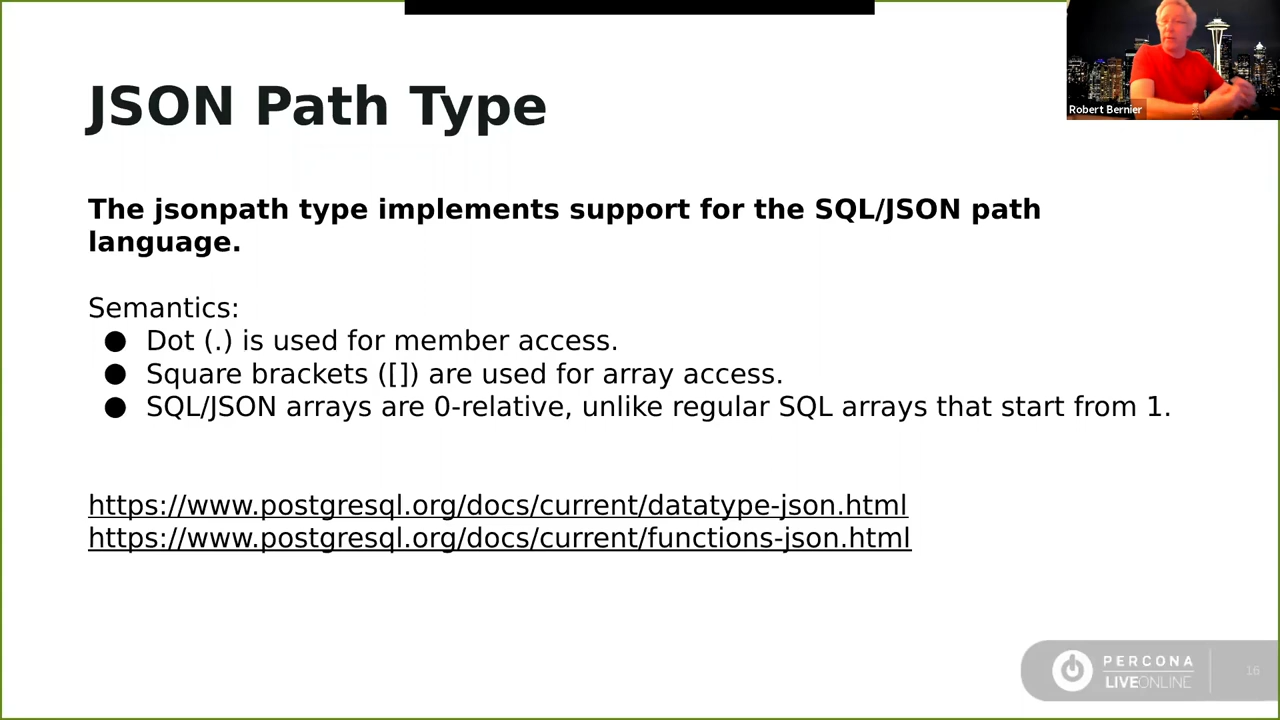 JSON Path Type
Robert Bernier
The jsonpath type implements support for the SQL/JSON path
language.
Semantics:
● Dot (.) is used for member access.
● Square brackets ([]) are used for array access.
● SQL/JSON arrays are 0-relative, unlike regular SQL arrays that start from 1.
https://www.postgresql.org/docs/current/datatype-json.html
https://www.postgresql.org/docs/current/functions-json.html
PERCONA
LIVEONLINE
16